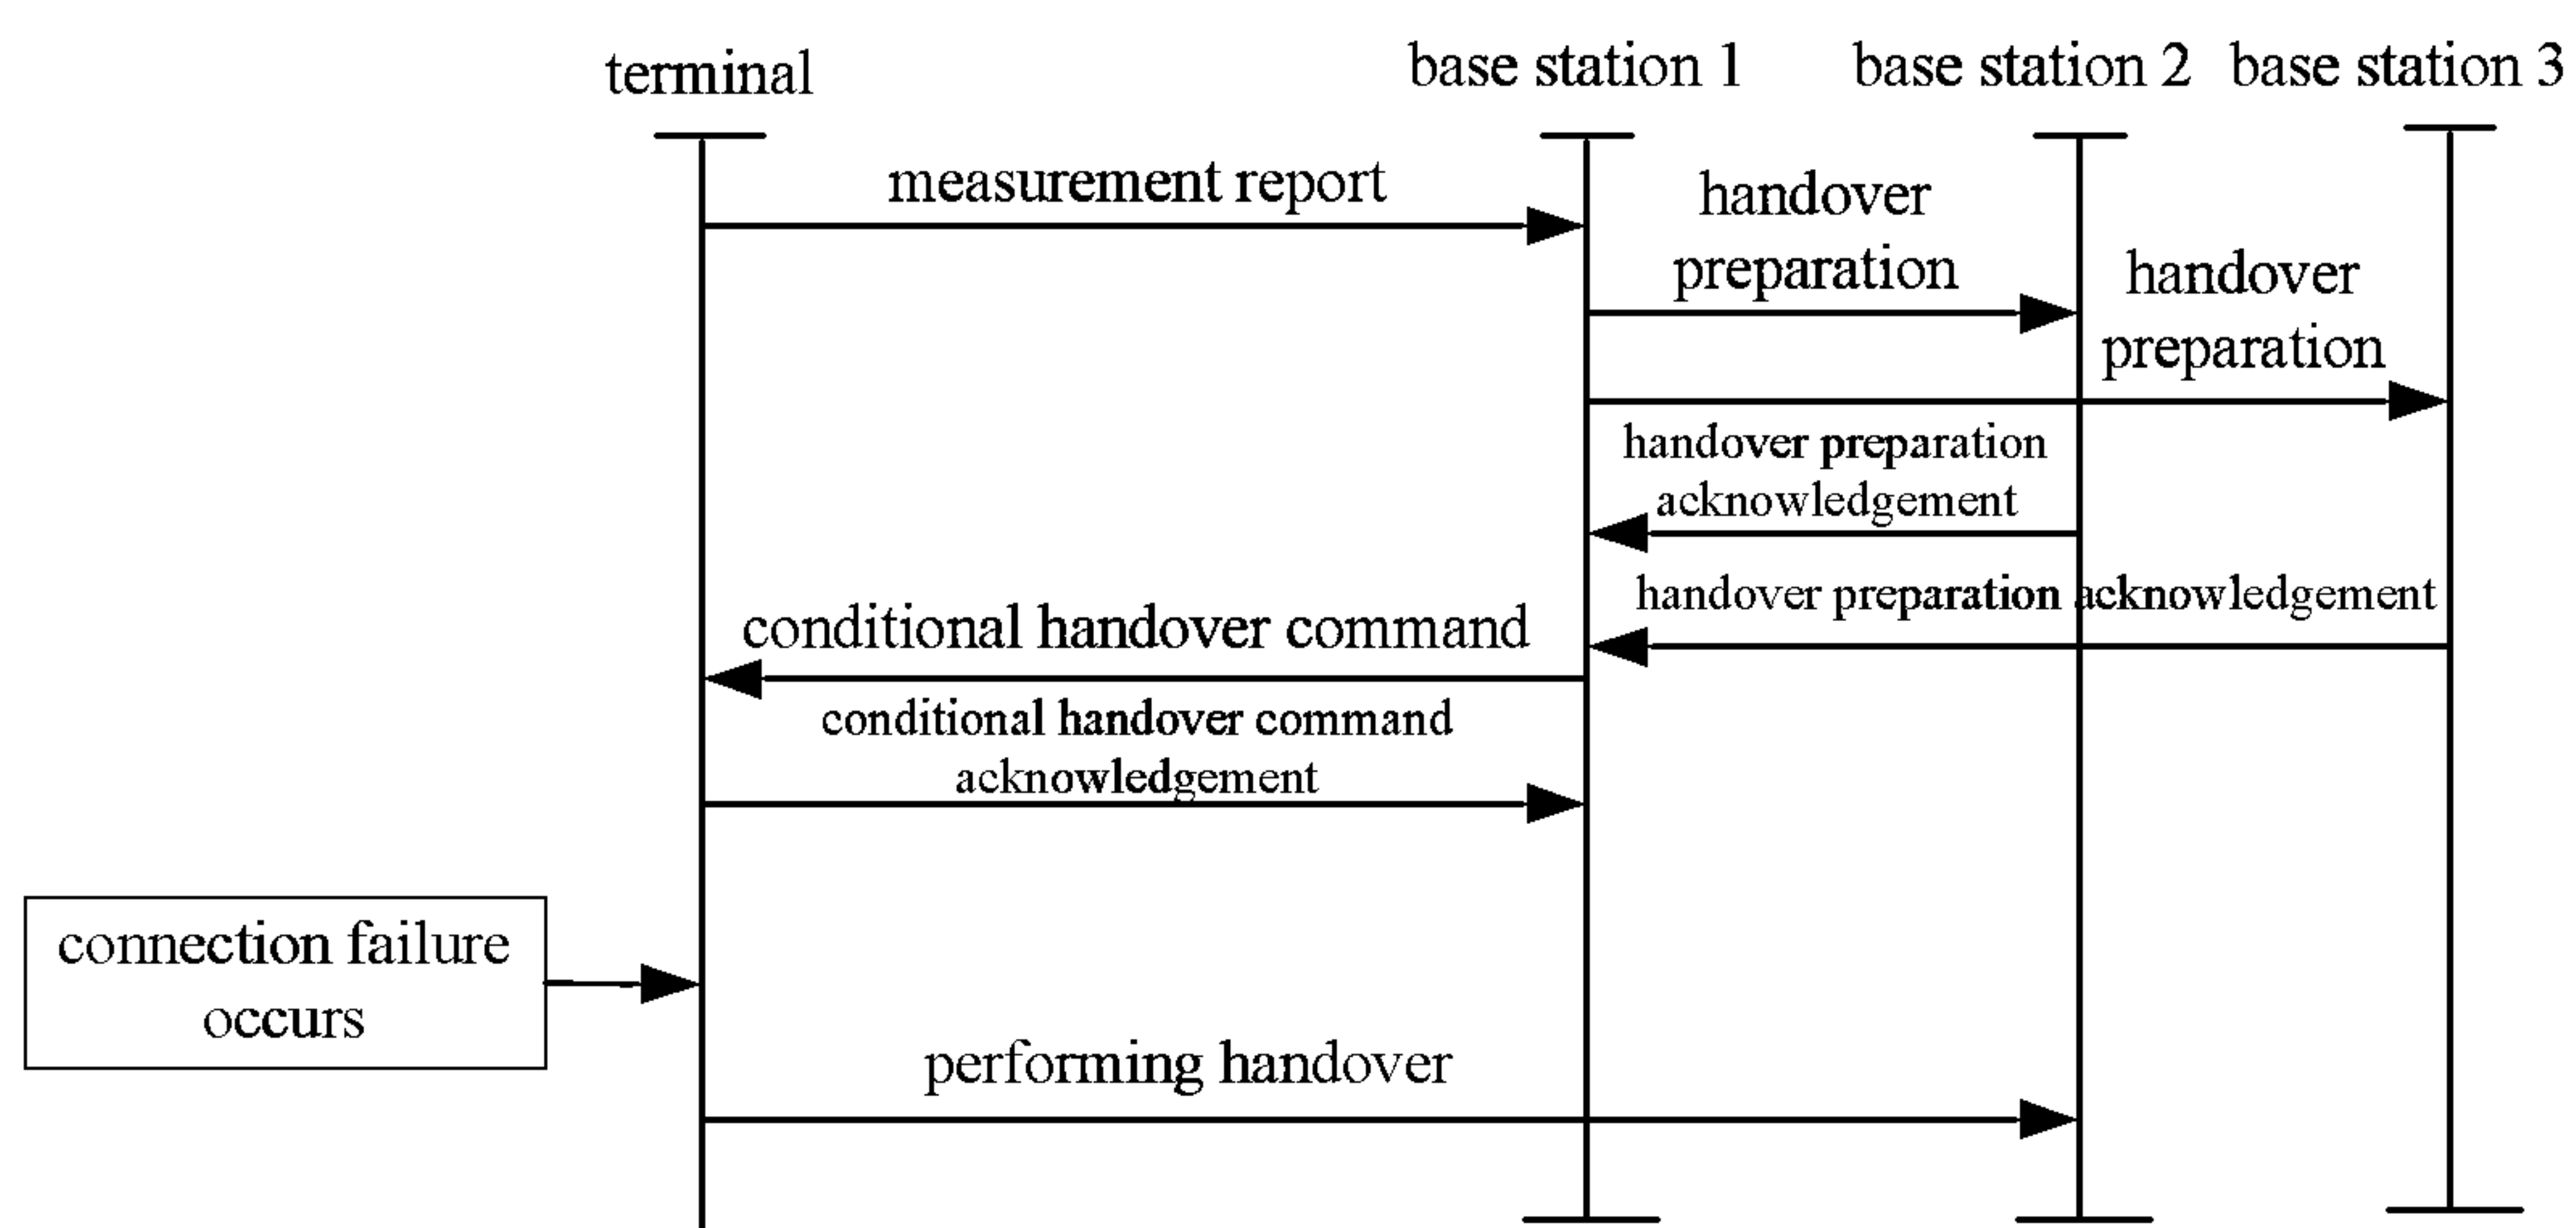 terminal
base station 1
base station 2
base station 3
measurement report
handover
preparation
handover
preparation
handover preparation
acknowledgement
handover preparation acknowledgement
conditional handover command
conditional handover command
acknowledgement
connection failure
occurs
performing handover